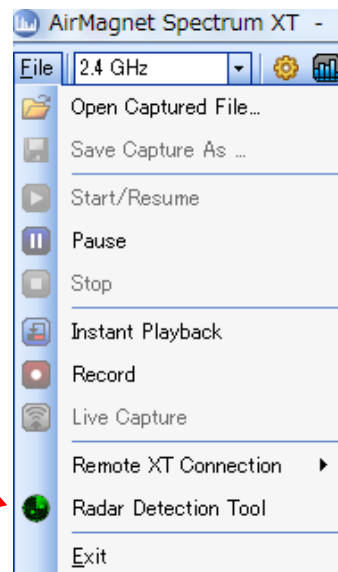 AirMagnet Spectrum XT -
File 2.4 GHz
Open Captured File...
Save Capture As ...
Start/Resume
Pause
Stop
Instant Playback
Record
Live Capture
Remote XT Connection
Radar Detection Tool
Exit